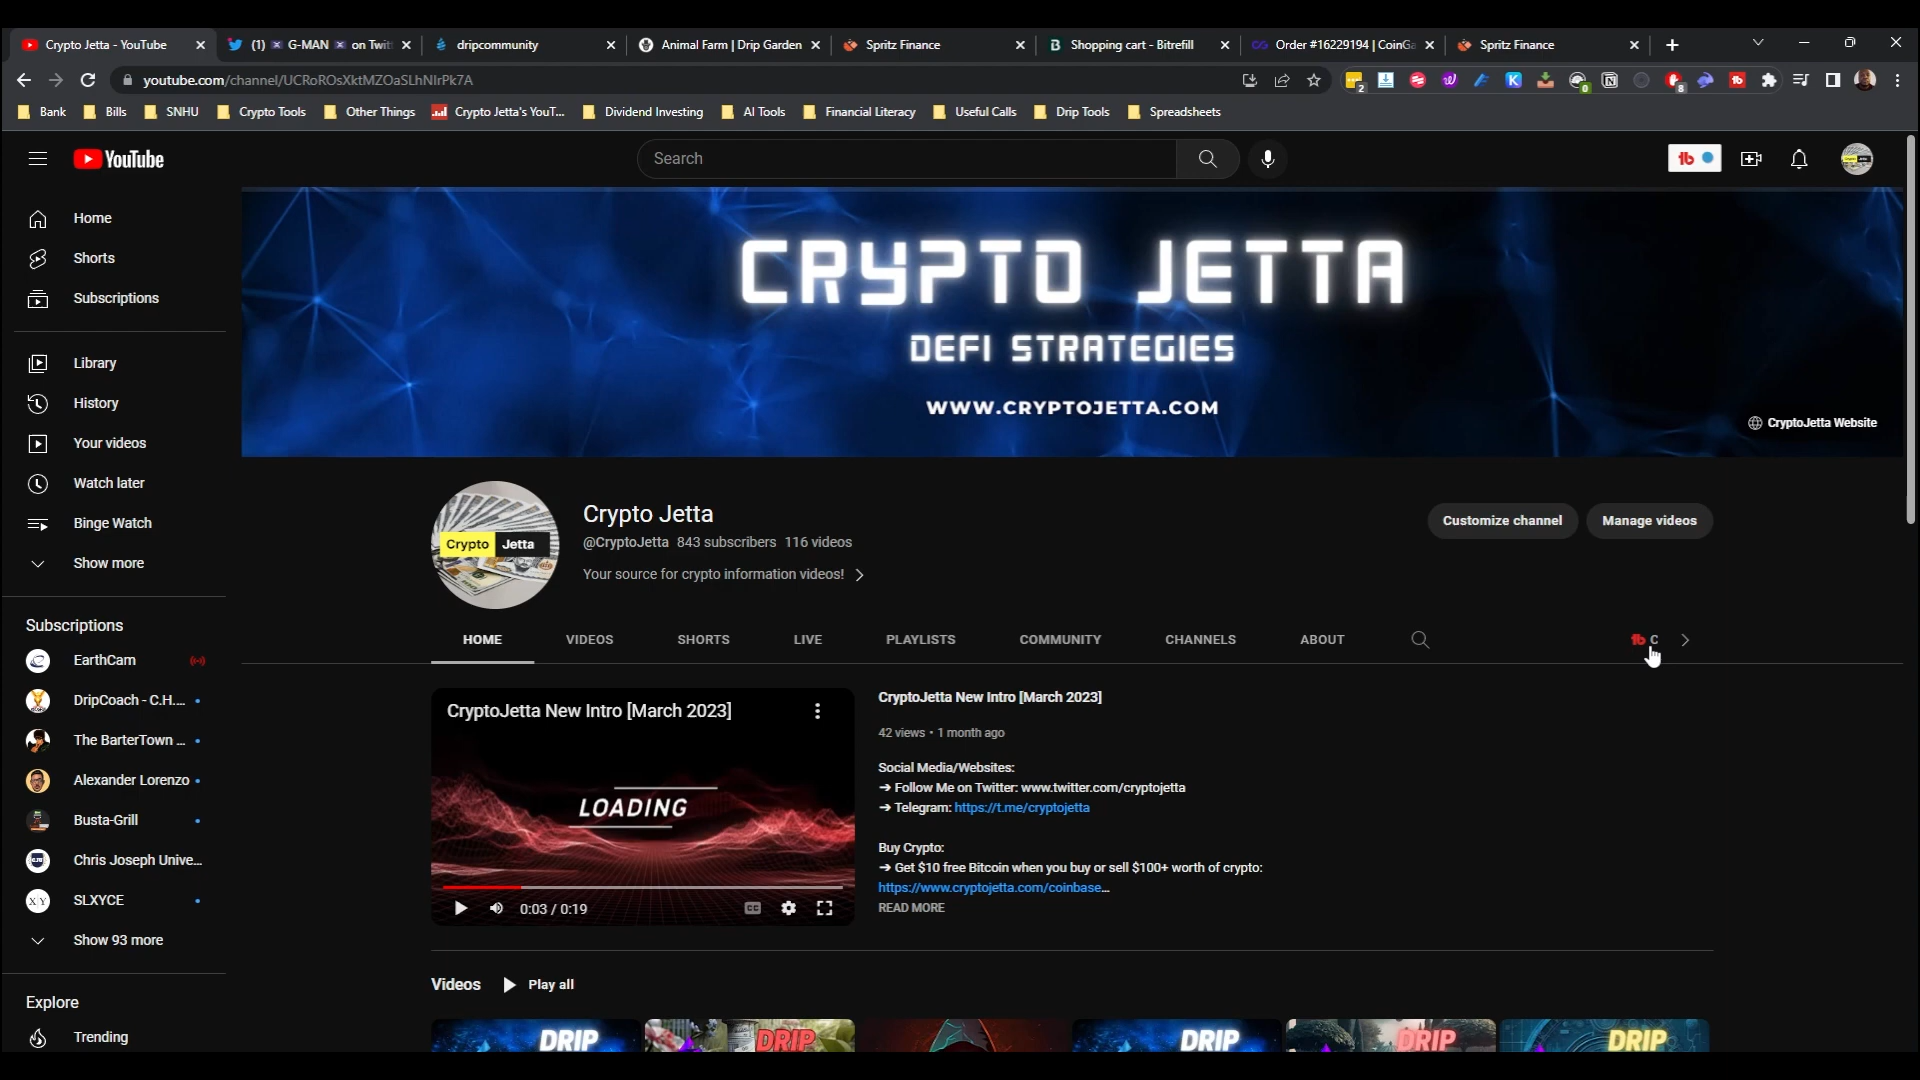 Crypto Jetta - YouTube
(1) G-MAN on Twit
dripcommunity
Animal Farm | Drip Garden
Spritz Finance
Shopping cart - Bitrefill
Order #16229194 | CoinGa
Spritz Finance
youtube.com/channel/UCRoROsXktMZOaSLhNIrPk7A
Bank
Bills
SNHU
Crypto Tools
Other Things
Crypto Jetta's YouT...
Dividend Investing
AI Tools
Financial Literacy
Useful Calls
Drip Tools
Spreadsheets
YouTube
Search
Home
Shorts
Subscriptions
Library
History
Your videos
Watch later
Binge Watch
Show more
Subscriptions
EarthCam
DripCoach - C.H....
The BarterTown ...
Alexander Lorenzo
Busta-Grill
Chris Joseph Unive...
SLXYCE
Show 93 more
Explore
Trending
CRYPTO JETTA
DEFI STRATEGIES
WWW.CRYPTOJETTA.COM
CryptoJetta Website
Crypto Jetta
Crypto Jetta
@CryptoJetta 843 subscribers 116 videos
Your source for crypto information videos!
Customize channel
Manage videos
HOME
VIDEOS
SHORTS
LIVE
PLAYLISTS
COMMUNITY
CHANNELS
ABOUT
tb C
CryptoJetta New Intro [March 2023]
LOADING
0:03 / 0:19
CryptoJetta New Intro [March 2023]
42 views • 1 month ago
Social Media/Websites:
➔ Follow Me on Twitter: www.twitter.com/cryptojetta
➔ Telegram: https://t.me/cryptojetta
Buy Crypto:
➔ Get $10 free Bitcoin when you buy or sell $100+ worth of crypto:
https://www.cryptojetta.com/coinbase...
READ MORE
Videos
Play all
DRIP
DRIP
DRIP
DRIP
DRIP